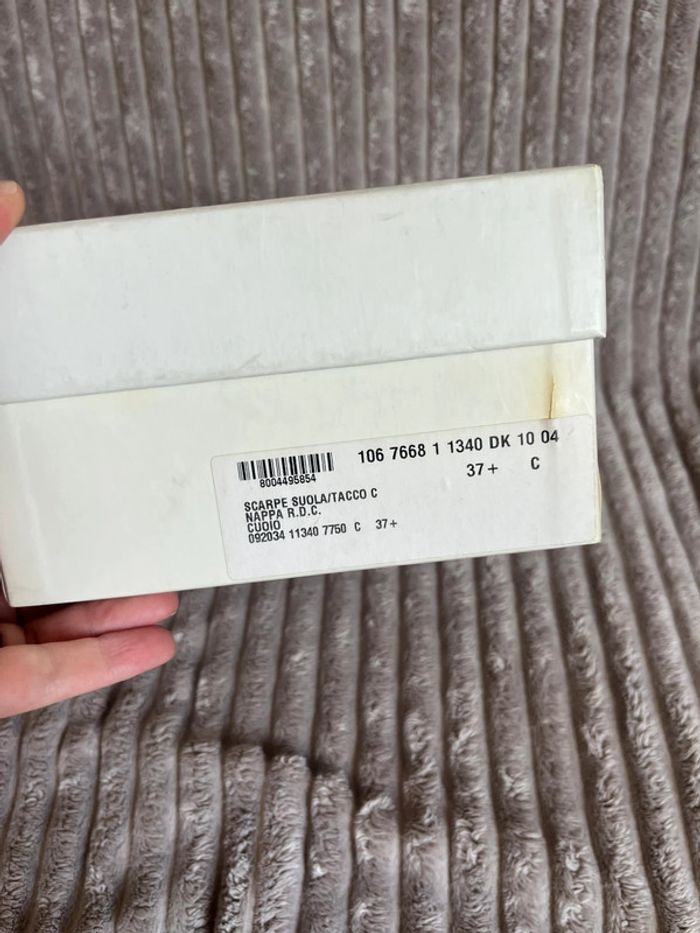 106 7668 1 1340 DK 10 04
8004495854
37+ C
SCARPE SUOLA/TACCO C
NAPPA R.D.C.
CUOIO
092034 11340 7750 C 37+